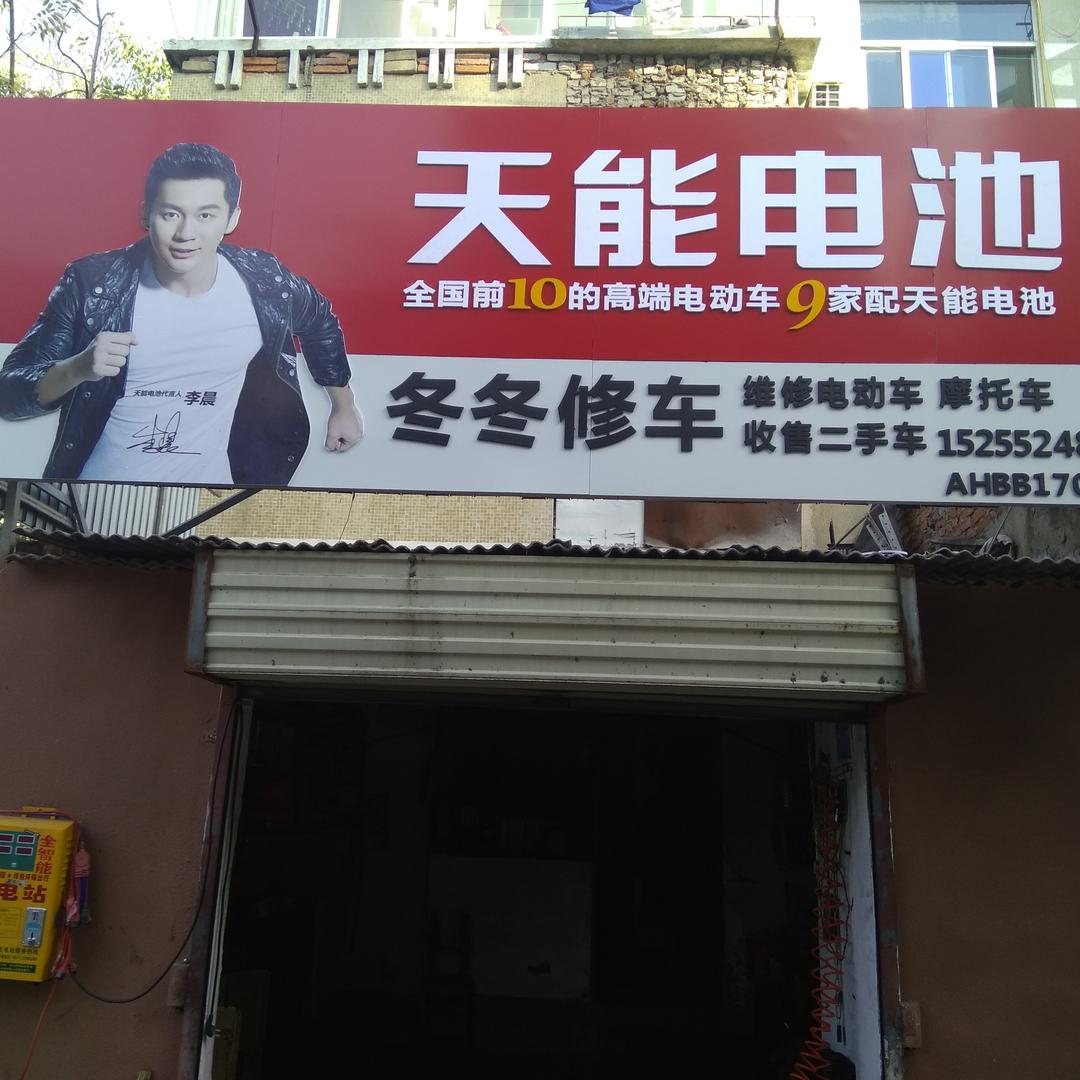 天能电池
全国前10的高端电动车9家配天能电池
天能电池代言人 李晨
冬冬修车
维修电动车 摩托车
收售二手车 15255248
AHBB170
全智能
电站